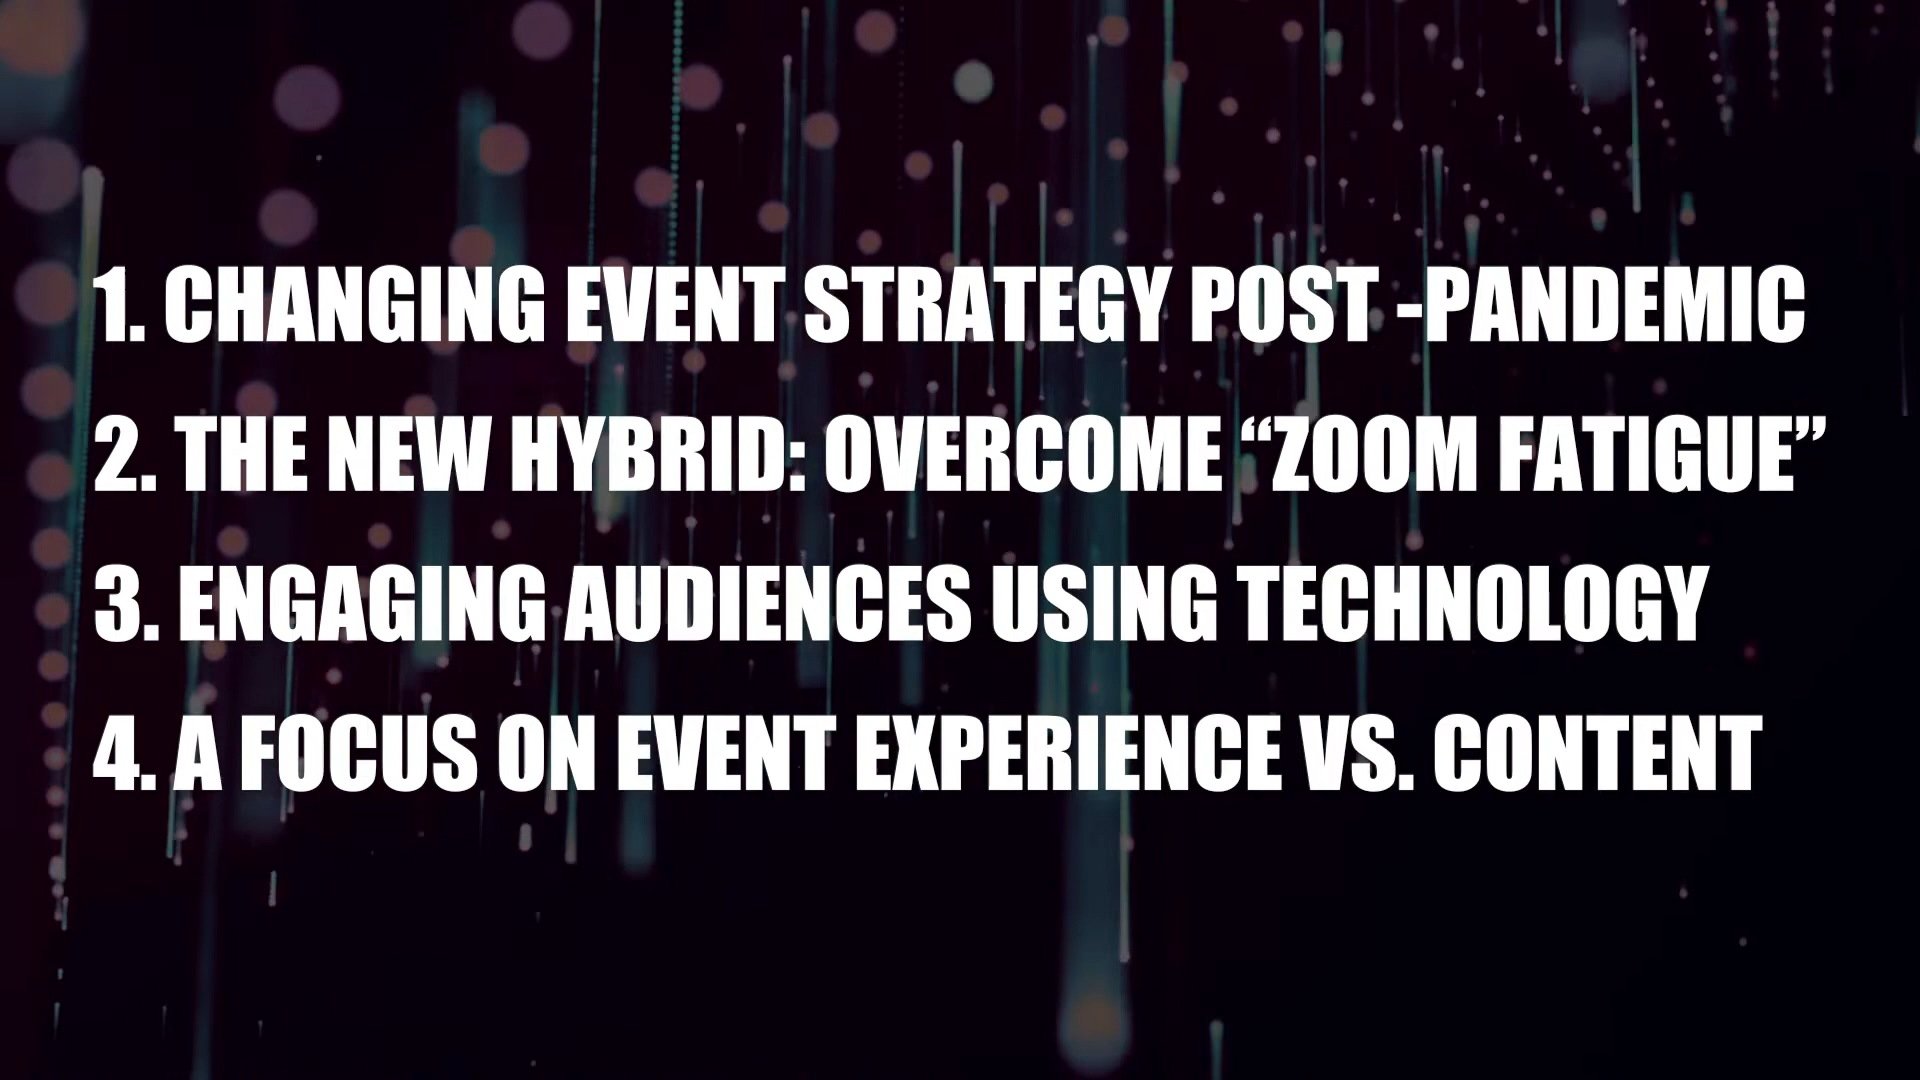 1. CHANGING EVENT STRATEGY POST -PANDEMIC
2. THE NEW HYBRID: OVERCOME “ZOOM FATIGUE”
3. ENGAGING AUDIENCES USING TECHNOLOGY
4. A FOCUS ON EVENT EXPERIENCE VS. CONTENT